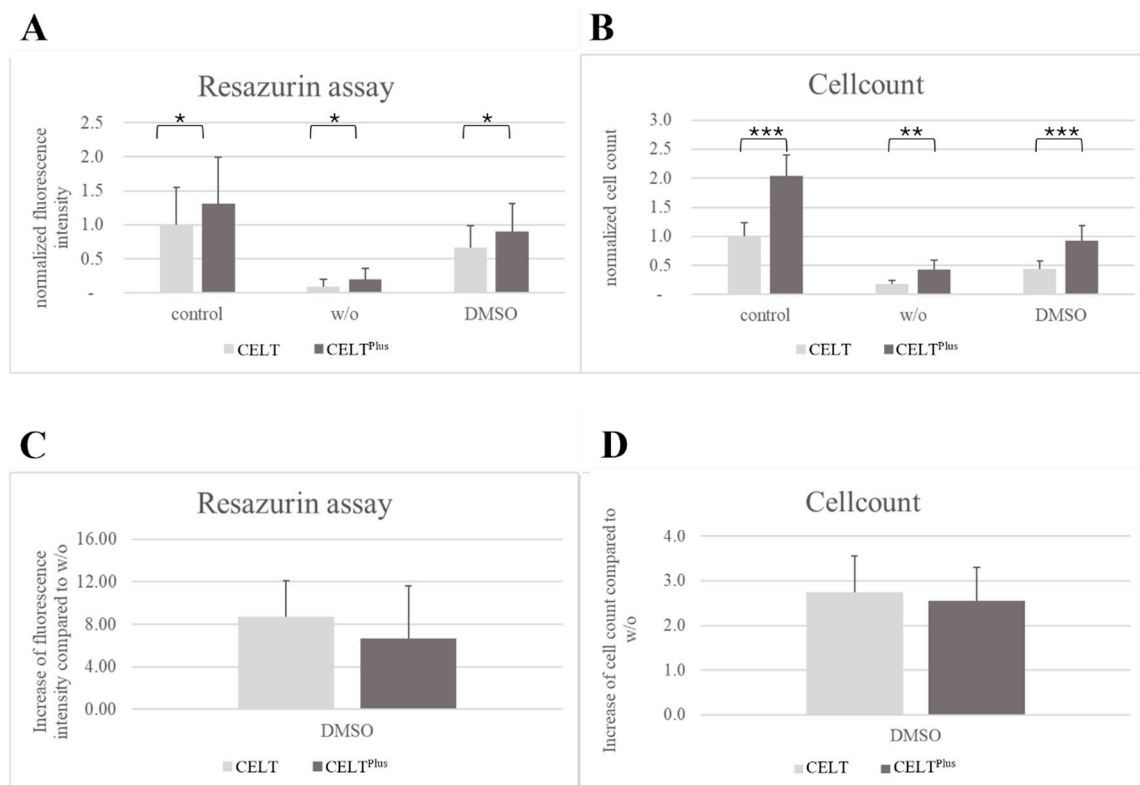 A
Resazurin assay
normalized fluorescence
intensity
2.5
2.0
1.5
1.0
0.5
-
*
*
*
control
w/o
DMSO
CELT
CELTPlus
B
Cellcount
normalized cell count
3.0
2.5
2.0
1.5
1.0
0.5
-
***
**
***
control
w/o
DMSO
CELT
CELTPlus
C
Resazurin assay
Increase of fluorescence
intensity compared to w/o
16.00
12.00
8.00
4.00
0.00
DMSO
CELT
CELTPlus
D
Cellcount
Increase of cell count compared to
w/o
4.0
3.0
2.0
1.0
0.0
DMSO
CELT
CELTPlus